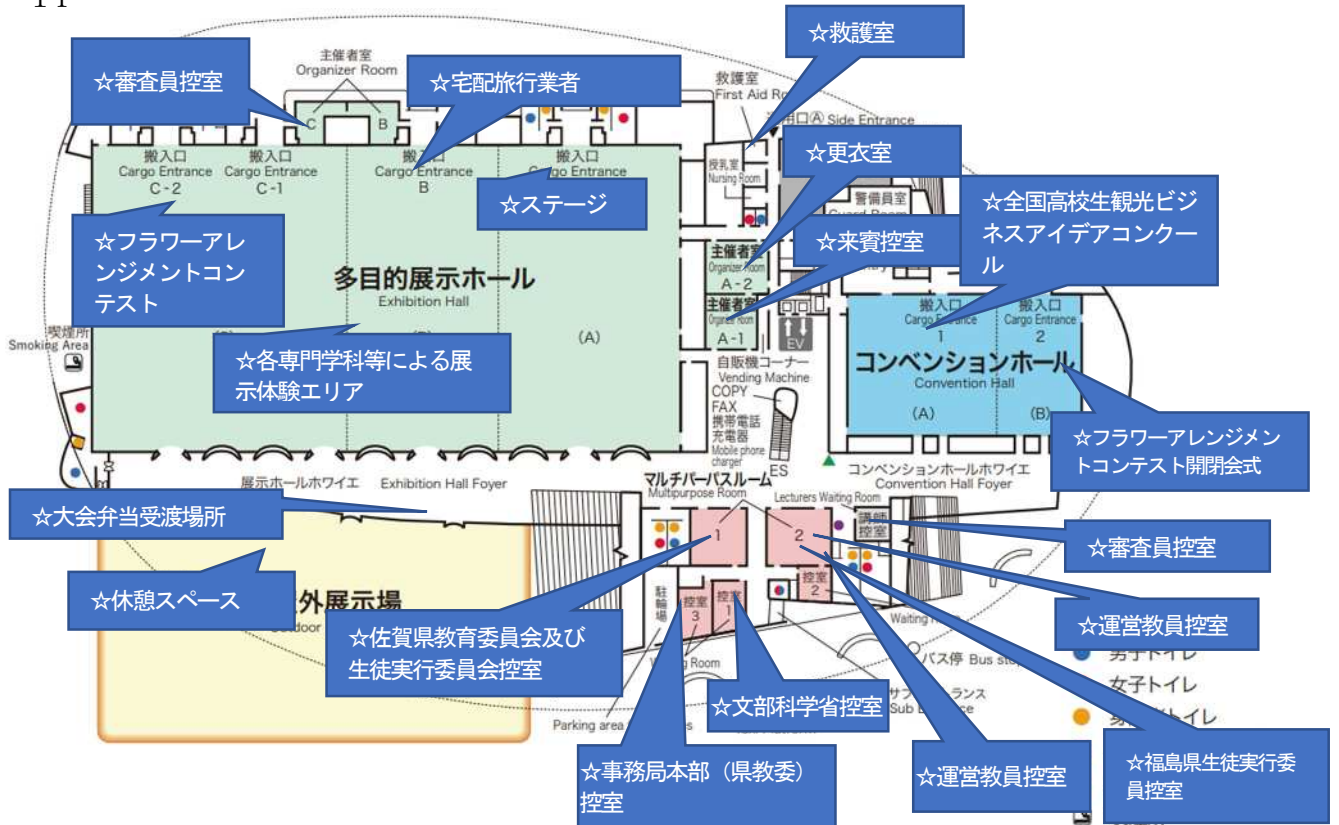 ☆救護室
主催者室
Organizer Room
☆審査員控室
☆宅配旅行業者
救護室
First Aid
用口Ⓐ Side Entrance
C
B
☆更衣室
搬入口
Cargo Entrance
C-2
搬入口
Cargo Entrance
C-1
搬入口
Cargo Entrance
B
搬入口
Cargo Entrance
授乳室
Nursing Room
警備員室
☆ステージ
☆全国高校生観光ビジ
ネスアイデアコンクー
ル
☆来賓控室
☆フラワーアレ
ンジメントコン
テスト
多目的展示ホール
Exhibition Hall
主催者室
Organizer Room
A-2
主催者室
Organizer Room
A-1
EV
搬入口
Cargo Entrance
1
搬入口
Cargo Entrance
2
喫煙所
Smoking Area
(A)
☆各専門学科等による展
示体験エリア
自販機コーナー
Vending Machine
COPY
FAX
携帯電話
充電器
Mobile phone
charger
ES
コンベンションホール
Convention Hall
(A)
(B)
☆フラワーアレンジメン
トコンテスト開閉会式
展示ホールホワイエ
Exhibition Hall Foyer
マルチパーパスルーム
Multipurpose Room
コンベンションホールホワイエ
Convention Hall Foyer
Lecturers Waiting Room
☆大会弁当受渡場所
1
2
講師
控室
☆審査員控室
☆休憩スペース
外展示場
駐輪場
控室
3
控室
1
控室
2
☆運営教員控室
☆佐賀県教育委員会及び
生徒実行委員会控室
バス停 Bus stop
男子トイレ
女子トイレ
☆文部科学省控室
Parking area
☆事務局本部（県教委）
控室
☆運営教員控室
☆福島県生徒実行委
員控室